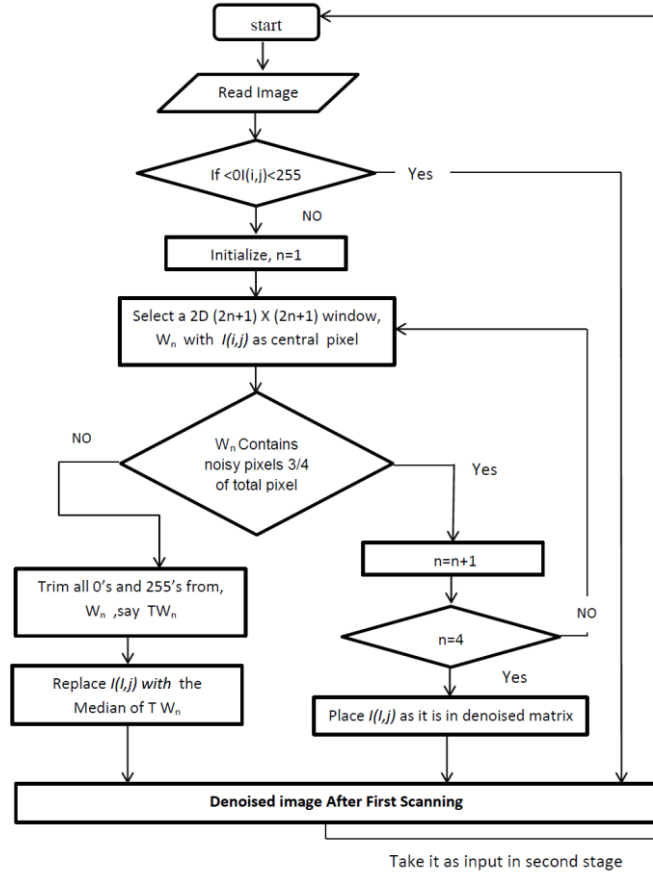 start
Read Image
If <0I(i,j)<255
Yes
NO
Initialize, n=1
Select a 2D (2n+1) X (2n+1) window,
Wₙ with I(i,j) as central pixel
NO
Wₙ Contains
noisy pixels 3/4
of total pixel
Yes
n=n+1
Trim all 0's and 255's from,
Wₙ ,say TWₙ
NO
n=4
Yes
Replace I(I,j) with the
Median of T Wₙ
Place I(I,j) as it is in denoised matrix
Denoised image After First Scanning
Take it as input in second stage